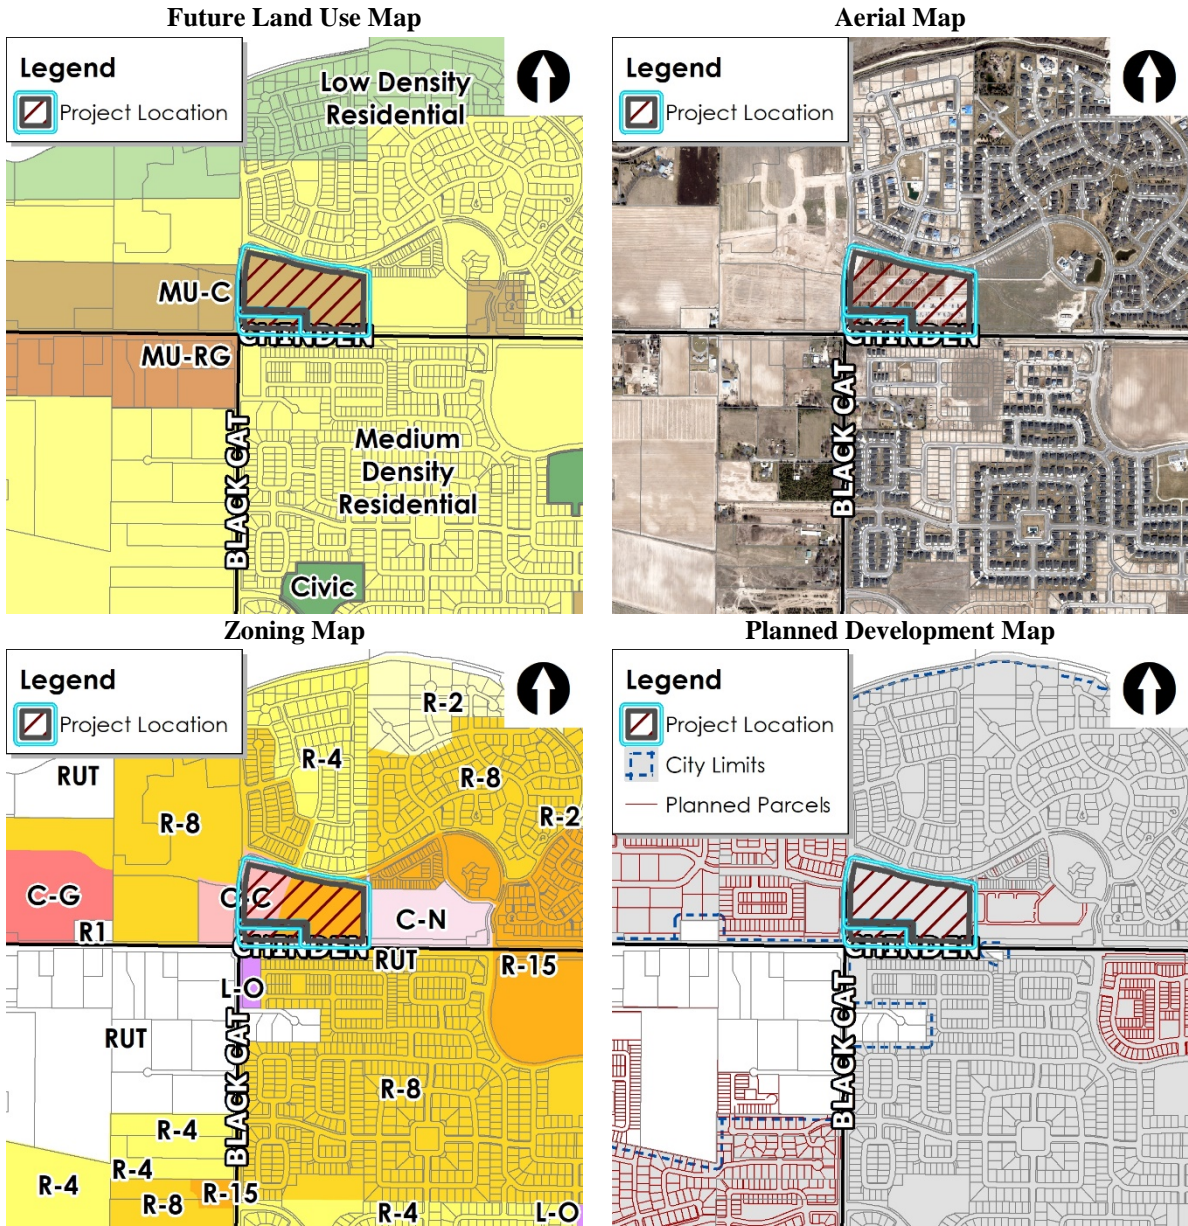 Future Land Use Map
Legend
Project Location
Low Density
Residential
MU-C
CHINDEN
MU-RG
BLACK CAT
Medium
Density
Residential
Civic
Aerial Map
Legend
Project Location
CHINDEN
BLACK CAT
Zoning Map
Legend
Project Location
R-2
R-4
RUT
R-8
R-8
R-2
C-G
C-C
C-N
R1
CHINDEN
RUT
R-15
L-O
RUT
BLACK CAT
R-8
R-4
R-4
R-4
R-15
R-8
R-4
L-O
Planned Development Map
Legend
Project Location
City Limits
Planned Parcels
CHINDEN
BLACK CAT